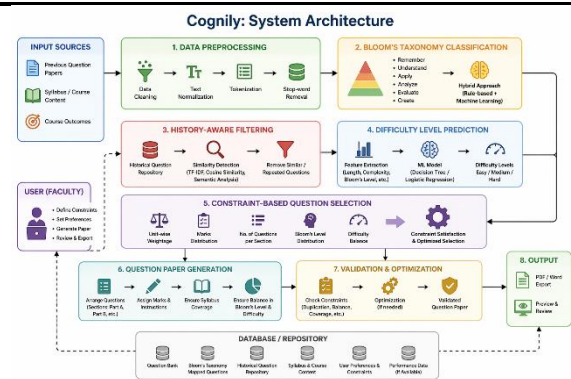 Cognily: System Architecture
INPUT SOURCES
Previous Question
Papers
Syllabus / Course
Content
Course Outcomes
1. DATA PREPROCESSING
Data
Cleaning
Text
Normalization
Tokenization
Stop-word
Removal
2. BLOOM'S TAXONOMY CLASSIFICATION
• Remember
• Understand
• Apply
• Analyze
• Evaluate
• Create
Hybrid Approach
(Rule-based +
Machine Learning)
3. HISTORY-AWARE FILTERING
Historical Question
Repository
Similarity Detection
(TF IDF, Cosine Similarity,
Semantic Analysis)
Remove Similar /
Repeated Questions
4. DIFFICULTY LEVEL PREDICTION
Feature Extraction
(Length, Complexity,
Bloom's Level, etc.)
ML Model
(Decision Tree /
Logistic Regression)
Difficulty Levels
Easy / Medium /
Hard
USER (FACULTY)
• Define Constraints
• Set Preferences
• Generate Paper
• Review & Export
5. CONSTRAINT-BASED QUESTION SELECTION
Unit-wise
Weightage
Marks
Distribution
No. of Questions
per Section
Bloom's Level
Distribution
Difficulty
Balance
Constraint Satisfaction
& Optimized Selection
6. QUESTION PAPER GENERATION
Arrange Questions
(Sections: Part A,
Part B, etc.)
Assign Marks &
Instructions
Ensure Syllabus
Coverage
Ensure Balance in
Bloom's Level & Difficulty
7. VALIDATION & OPTIMIZATION
Check Constraints
(Duplication, Balance,
Coverage, etc.)
Optimization
(If needed)
Validated
Question Paper
8. OUTPUT
PDF / Word
Export
Preview &
Review
DATABASE / REPOSITORY
Question Bank
Bloom's Taxonomy
Mapped Questions
Historical Question
Repository
Syllabus & Course
Content
User Preferences &
Constraints
Performance Data
(If Available)